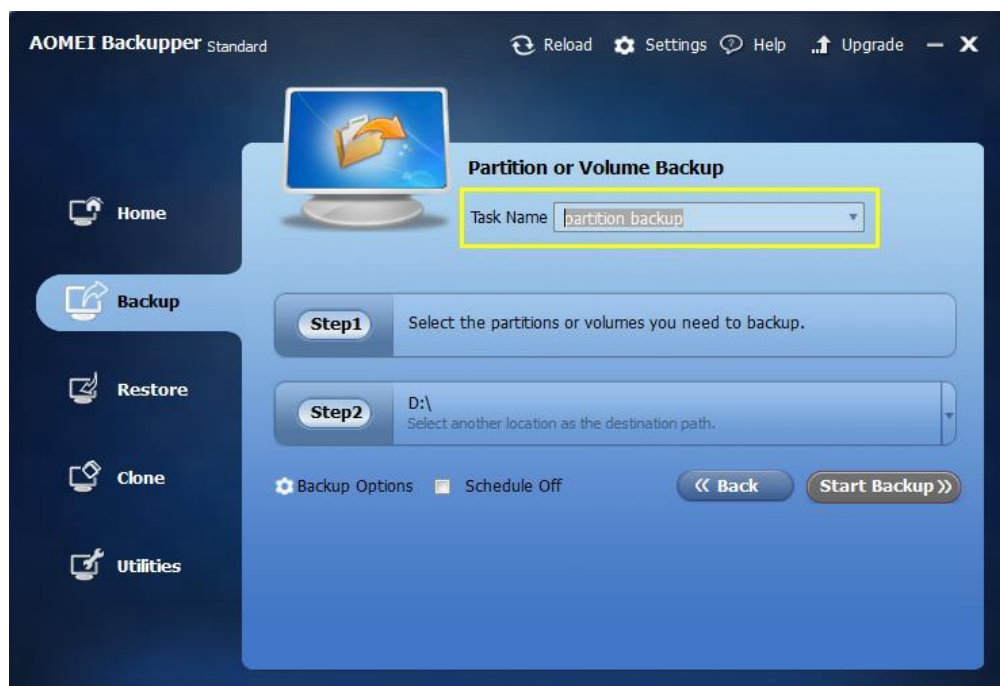 AOMEI Backupper Standard
Reload Settings Help Upgrade
Partition or Volume Backup
Task Name partition backup
Home
Backup
Step1 Select the partitions or volumes you need to backup.
Restore
Step2 D:\
Select another location as the destination path.
Clone
Backup Options Schedule Off Back Start Backup
Utilities